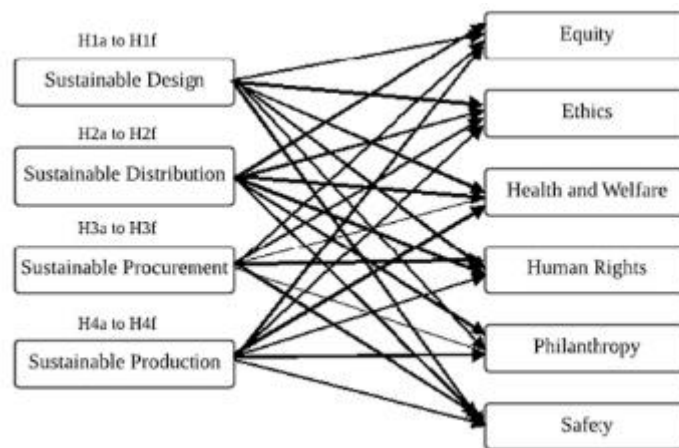 H1a to H1f
Sustainable Design
H2a to H2f
Sustainable Distribution
H3a to H3f
Sustainable Procurement
H4a to H4f
Sustainable Production
Equity
Ethics
Health and Welfare
Human Rights
Philanthropy
Safety